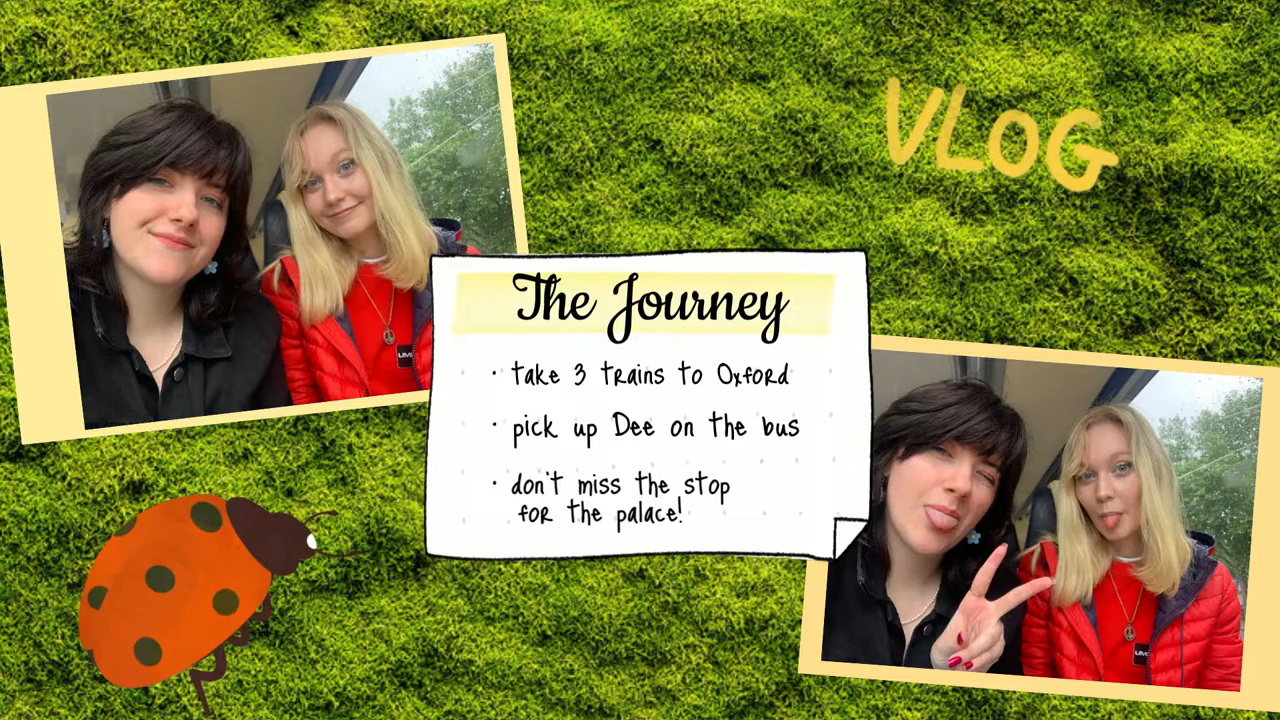 VLOG
The Journey
· take 3 trains to Oxford
· pick up Dee on the bus
· don't miss the stop
for the palace!